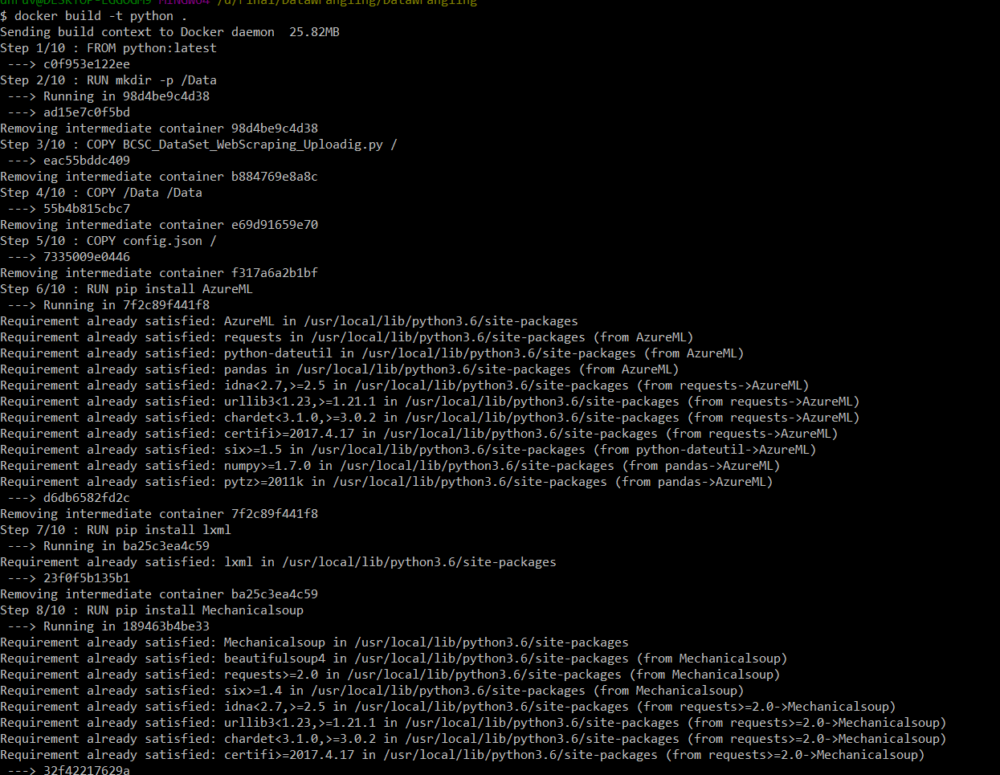 $ docker build -t python .
Sending build context to Docker daemon  25.82MB
Step 1/10 : FROM python:latest
 ---> c0f953e122ee
Step 2/10 : RUN mkdir -p /Data
 ---> Running in 98d4be9c4d38
 ---> ad15e7c0f5bd
Removing intermediate container 98d4be9c4d38
Step 3/10 : COPY BCSC_DataSet_WebScraping_Uploadig.py /
 ---> eac55bddc409
Removing intermediate container b884769e8a8c
Step 4/10 : COPY /Data /Data
 ---> 55b4b815cbc7
Removing intermediate container e69d91659e70
Step 5/10 : COPY config.json /
 ---> 7335009e0446
Removing intermediate container f317a6a2b1bf
Step 6/10 : RUN pip install AzureML
 ---> Running in 7f2c89f441f8
Requirement already satisfied: AzureML in /usr/local/lib/python3.6/site-packages
Requirement already satisfied: requests in /usr/local/lib/python3.6/site-packages (from AzureML)
Requirement already satisfied: python-dateutil in /usr/local/lib/python3.6/site-packages (from AzureML)
Requirement already satisfied: pandas in /usr/local/lib/python3.6/site-packages (from AzureML)
Requirement already satisfied: idna<2.7,>=2.5 in /usr/local/lib/python3.6/site-packages (from requests->AzureML)
Requirement already satisfied: urllib3<1.23,>=1.21.1 in /usr/local/lib/python3.6/site-packages (from requests->AzureML)
Requirement already satisfied: chardet<3.1.0,>=3.0.2 in /usr/local/lib/python3.6/site-packages (from requests->AzureML)
Requirement already satisfied: certifi>=2017.4.17 in /usr/local/lib/python3.6/site-packages (from requests->AzureML)
Requirement already satisfied: six>=1.5 in /usr/local/lib/python3.6/site-packages (from python-dateutil->AzureML)
Requirement already satisfied: numpy>=1.7.0 in /usr/local/lib/python3.6/site-packages (from pandas->AzureML)
Requirement already satisfied: pytz>=2011k in /usr/local/lib/python3.6/site-packages (from pandas->AzureML)
 ---> d6db6582fd2c
Removing intermediate container 7f2c89f441f8
Step 7/10 : RUN pip install lxml
 ---> Running in ba25c3ea4c59
Requirement already satisfied: lxml in /usr/local/lib/python3.6/site-packages
 ---> 23f0f5b135b1
Removing intermediate container ba25c3ea4c59
Step 8/10 : RUN pip install Mechanicalsoup
 ---> Running in 189463b4be33
Requirement already satisfied: Mechanicalsoup in /usr/local/lib/python3.6/site-packages
Requirement already satisfied: beautifulsoup4 in /usr/local/lib/python3.6/site-packages (from Mechanicalsoup)
Requirement already satisfied: requests>=2.0 in /usr/local/lib/python3.6/site-packages (from Mechanicalsoup)
Requirement already satisfied: six>=1.4 in /usr/local/lib/python3.6/site-packages (from Mechanicalsoup)
Requirement already satisfied: idna<2.7,>=2.5 in /usr/local/lib/python3.6/site-packages (from requests>=2.0->Mechanicalsoup)
Requirement already satisfied: urllib3<1.23,>=1.21.1 in /usr/local/lib/python3.6/site-packages (from requests>=2.0->Mechanicalsoup)
Requirement already satisfied: chardet<3.1.0,>=3.0.2 in /usr/local/lib/python3.6/site-packages (from requests>=2.0->Mechanicalsoup)
Requirement already satisfied: certifi>=2017.4.17 in /usr/local/lib/python3.6/site-packages (from requests>=2.0->Mechanicalsoup)
 ---> 32f42217629a